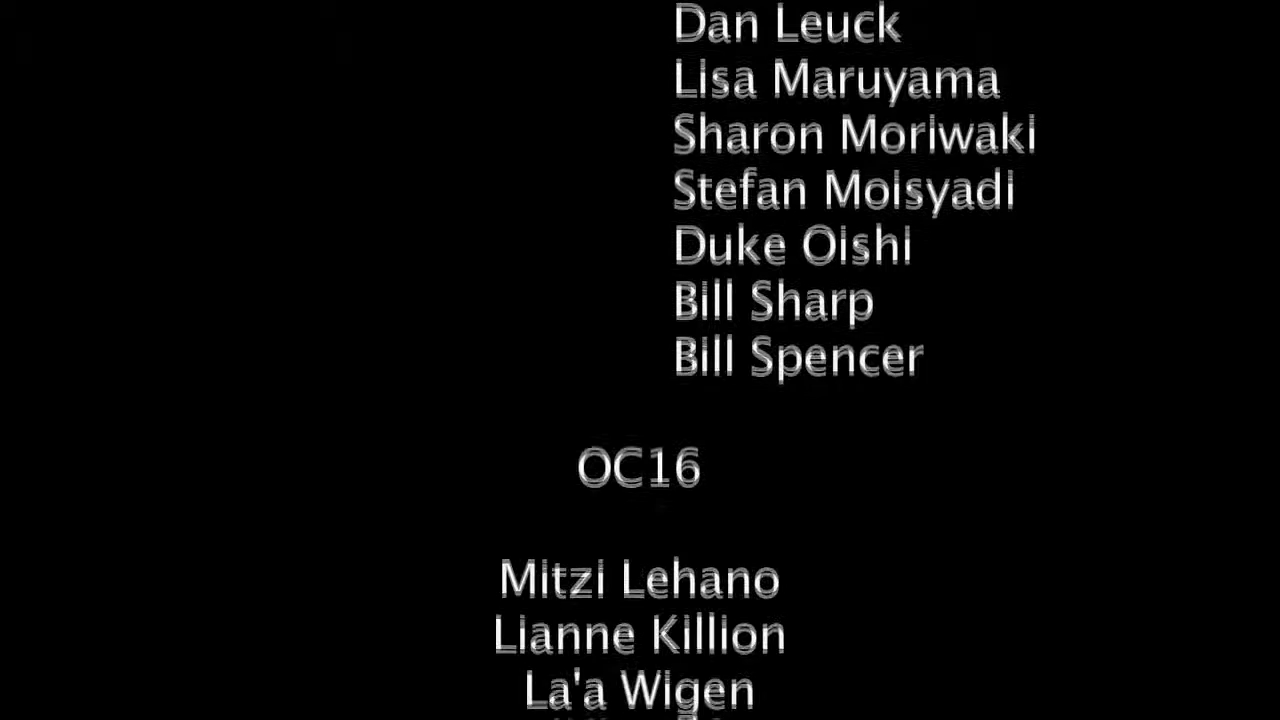 Dan Leuck
Lisa Maruyama
Sharon Moriwaki
Stefan Moisyadi
Duke Oishi
Bill Sharp
Bill Spencer
OC16
Mitzi Lehano
Lianne Killion
La'a Wigen